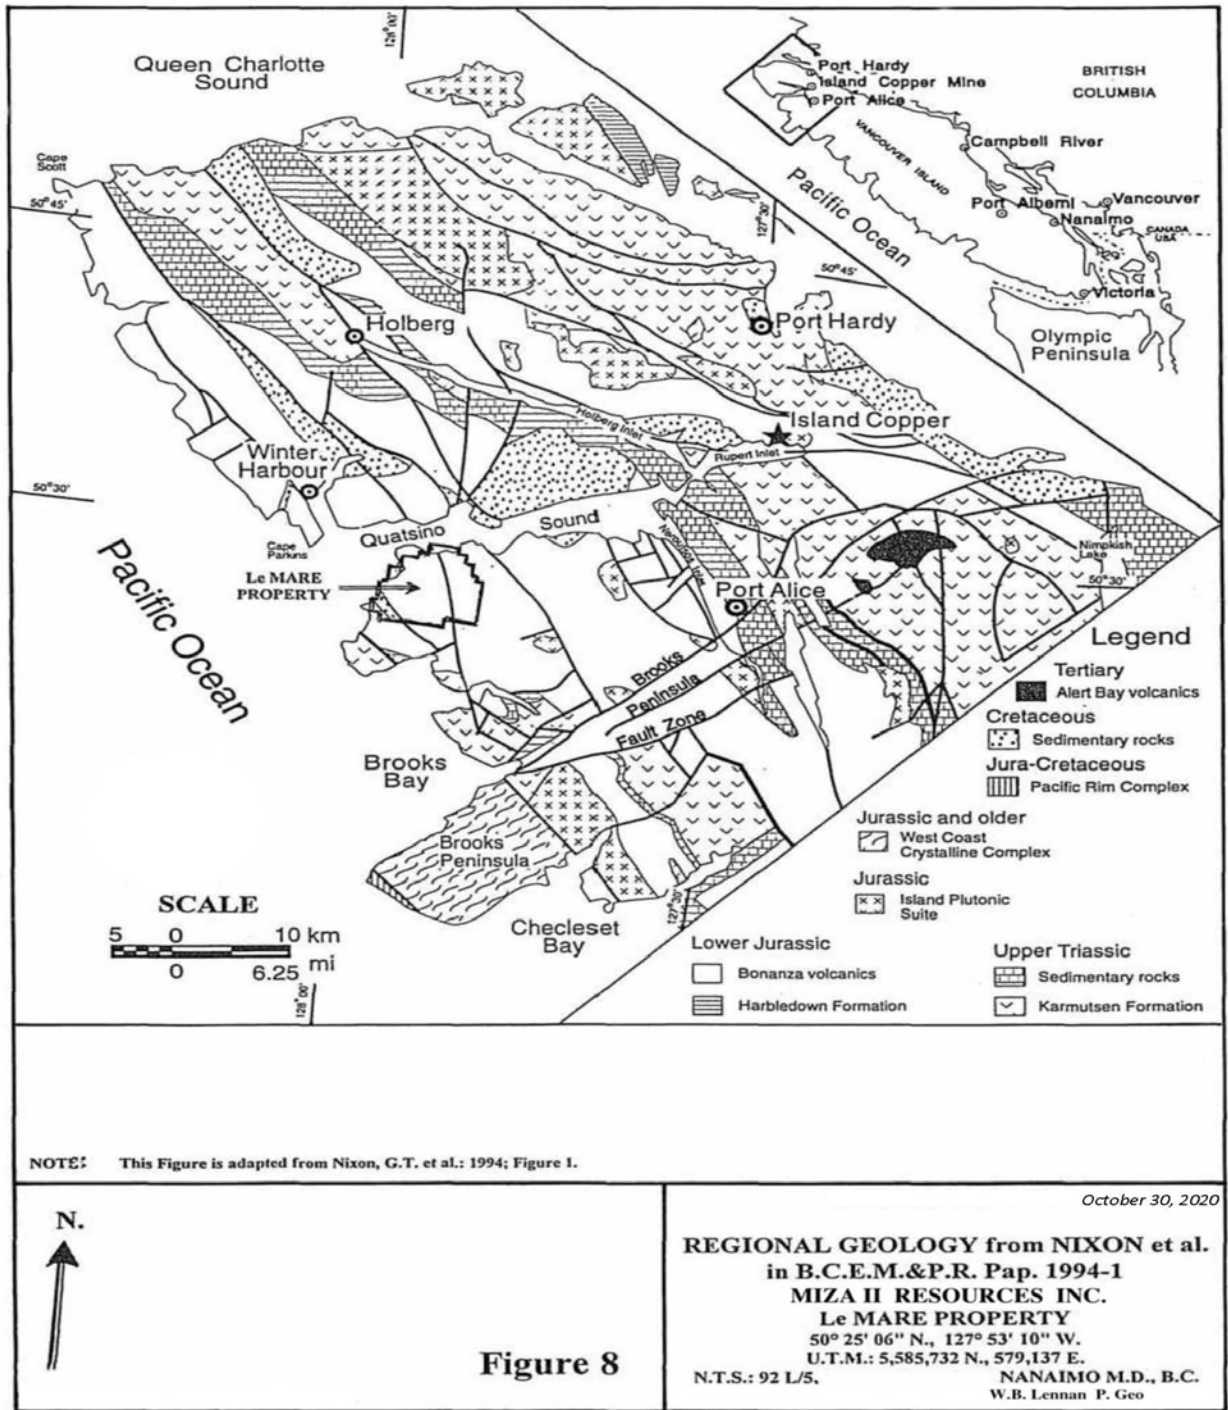 Queen Charlotte
Sound
128°00'
Cape
Scott
50°45'
Port Hardy
Island Copper Mine
Port Alice
BRITISH
COLUMBIA
VANCOUVER ISLAND
Campbell River
Pacific Ocean
Port Alberni
Vancouver
Nanaimo
CANADA
USA
Victoria
Olympic
Peninsula
127°30'
50°45'
Holberg
Port Hardy
Island Copper
Holberg Inlet
Rupert Inlet
Winter
Harbour
50°30'
Cape
Parkins
Quatsino
Sound
Neroutsos Inlet
Nimpkish
Lake
50°30'
Le MARE
PROPERTY
Port Alice
Pacific Ocean
Brooks
Peninsula
Fault Zone
Brooks
Bay
Brooks
Peninsula
Checleset
Bay
127°30'
128°00'
SCALE
5 0 10 km
0 6.25 mi
Legend
Tertiary
Alert Bay volcanics
Cretaceous
Sedimentary rocks
Jura-Cretaceous
Pacific Rim Complex
Jurassic and older
West Coast
Crystalline Complex
Jurassic
Island Plutonic
Suite
Lower Jurassic
Bonanza volcanics
Harbledown Formation
Upper Triassic
Sedimentary rocks
Karmutsen Formation
NOTE: This Figure is adapted from Nixon, G.T. et al.: 1994; Figure 1.
N.
Figure 8
October 30, 2020
REGIONAL GEOLOGY from NIXON et al.
in B.C.E.M.&P.R. Pap. 1994-1
MIZA II RESOURCES INC.
Le MARE PROPERTY
50° 25' 06" N., 127° 53' 10" W.
U.T.M.: 5,585,732 N., 579,137 E.
N.T.S.: 92 L/5, NANAIMO M.D., B.C.
W.B. Lennan P. Geo